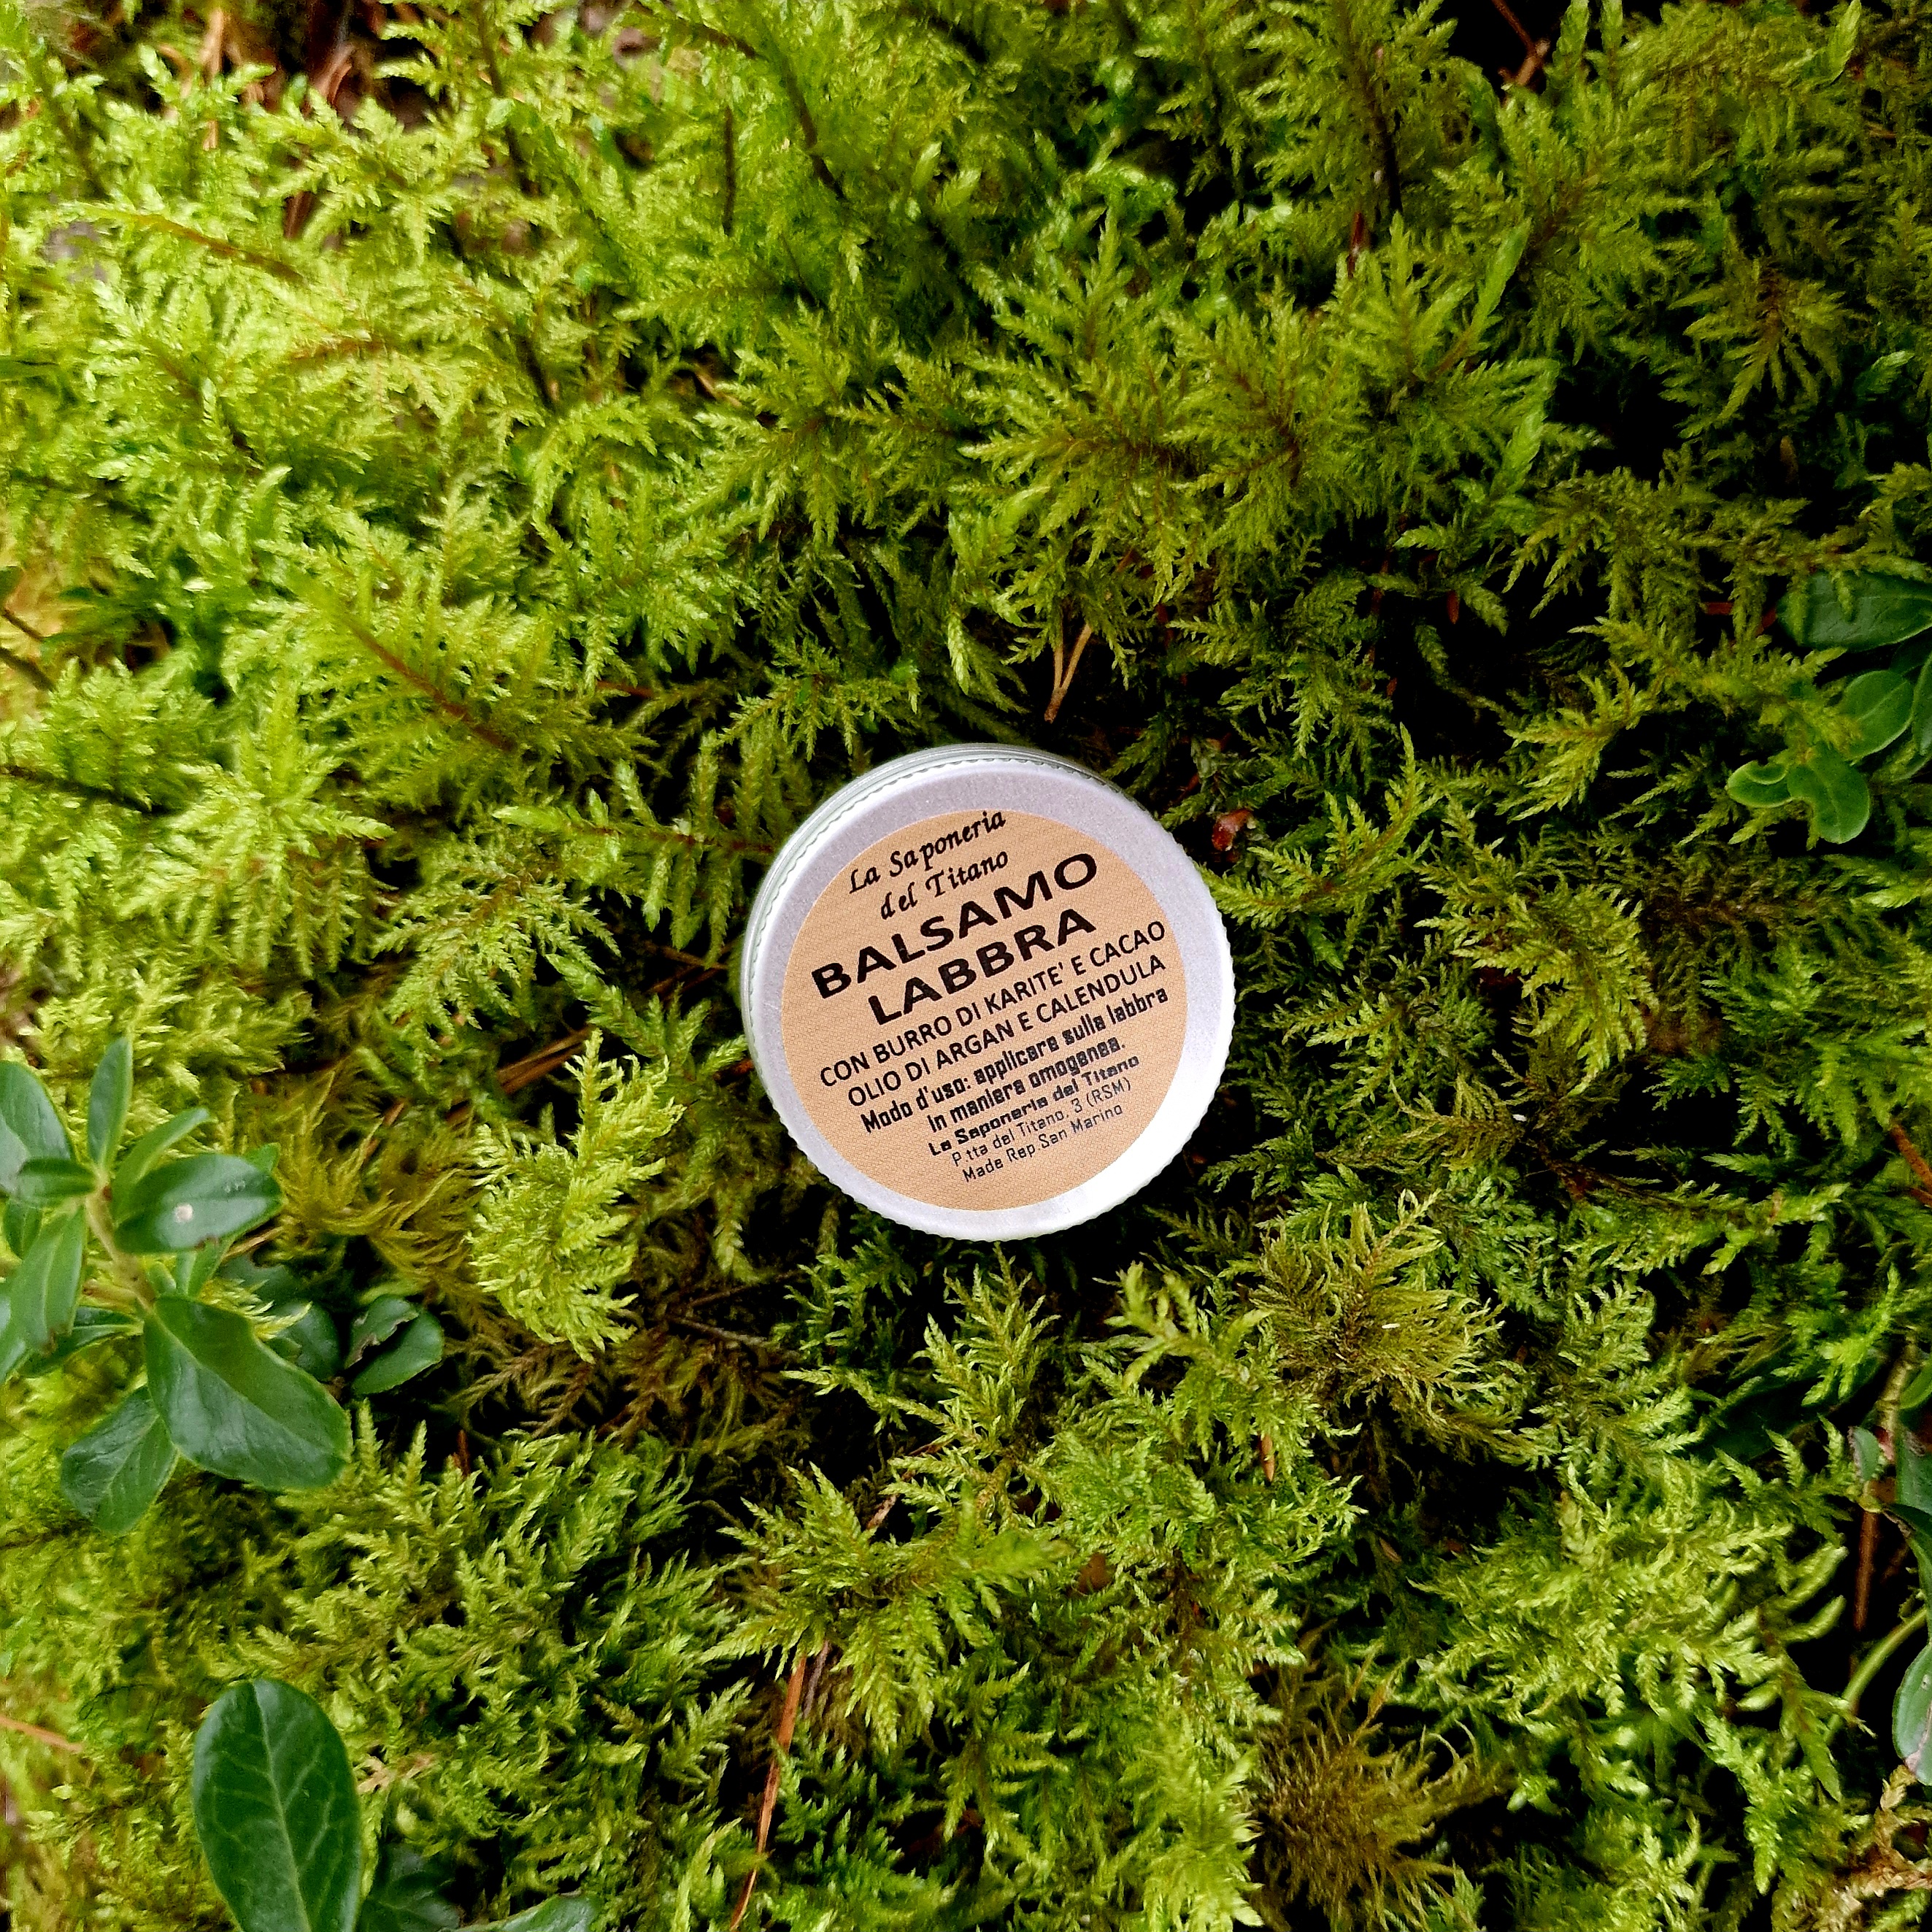 La Saponeria
del Titano
BALSAMO
LABBRA
CON BURRO DI KARITE' E CACAO
OLIO DI ARGAN E CALENDULA
Modo d'uso: applicare sulle labbra
in maniera omogenea.
La Saponeria del Titano
P.tta del Titano, 3 (RSM)
Made Rep.San Marino